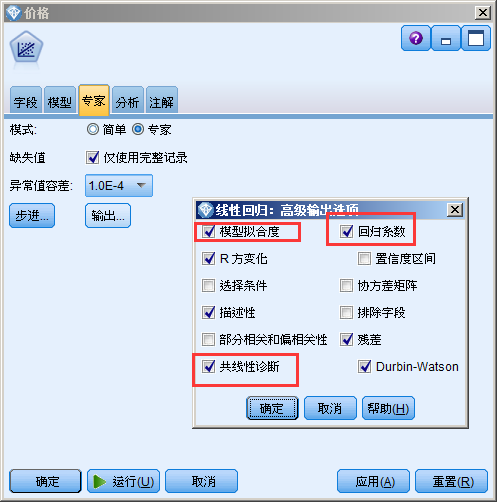 价格
字段 模型 专家 分析 注解
模式: 简单 专家
缺失值 仅使用完整记录
异常值容差: 1.0E-4
步进... 输出...
线性回归：高级输出选项
模型拟合度 回归系数
R 方变化 置信度区间
选择条件 协方差矩阵
描述性 排除字段
部分相关和偏相关性 残差
共线性诊断 Durbin-Watson
确定 取消 帮助(H)
确定 运行(U) 取消 应用(A) 重置(R)